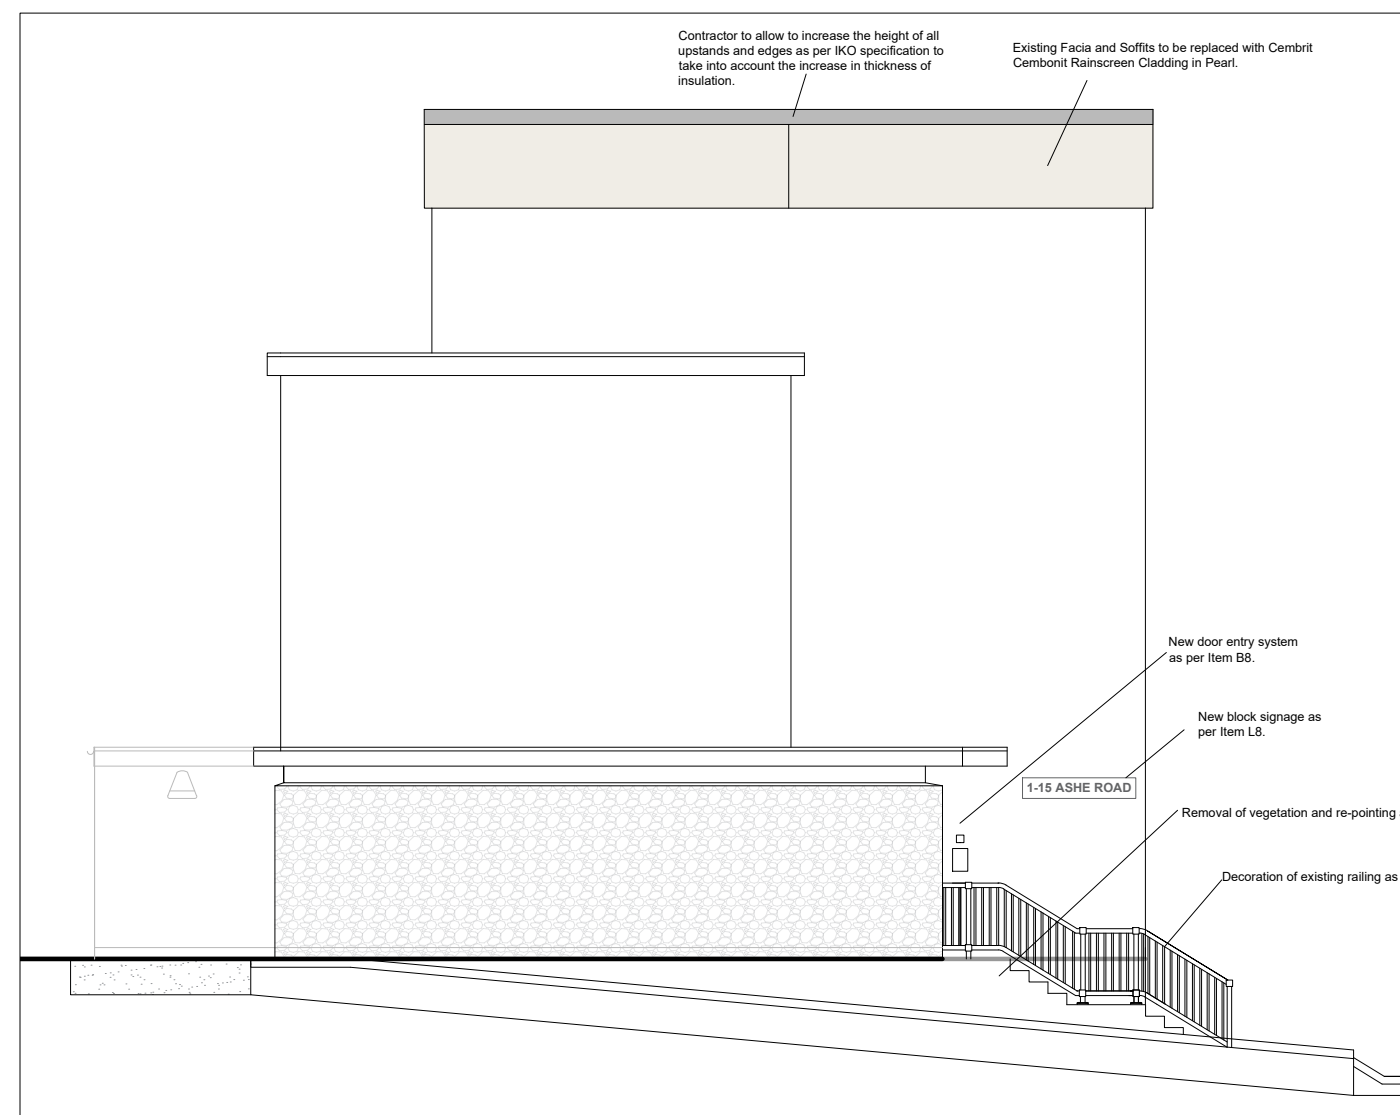 Contractor to allow to increase the height of all
upstands and edges as per IKO specification to
take into account the increase in thickness of
insulation.
Existing Facia and Soffits to be replaced with Cembrit
Cembonit Rainscreen Cladding in Pearl.
New door entry system
as per Item B8.
New block signage as
per Item L8.
1-15 ASHE ROAD
Removal of vegetation and re-pointing
Decoration of existing railing as